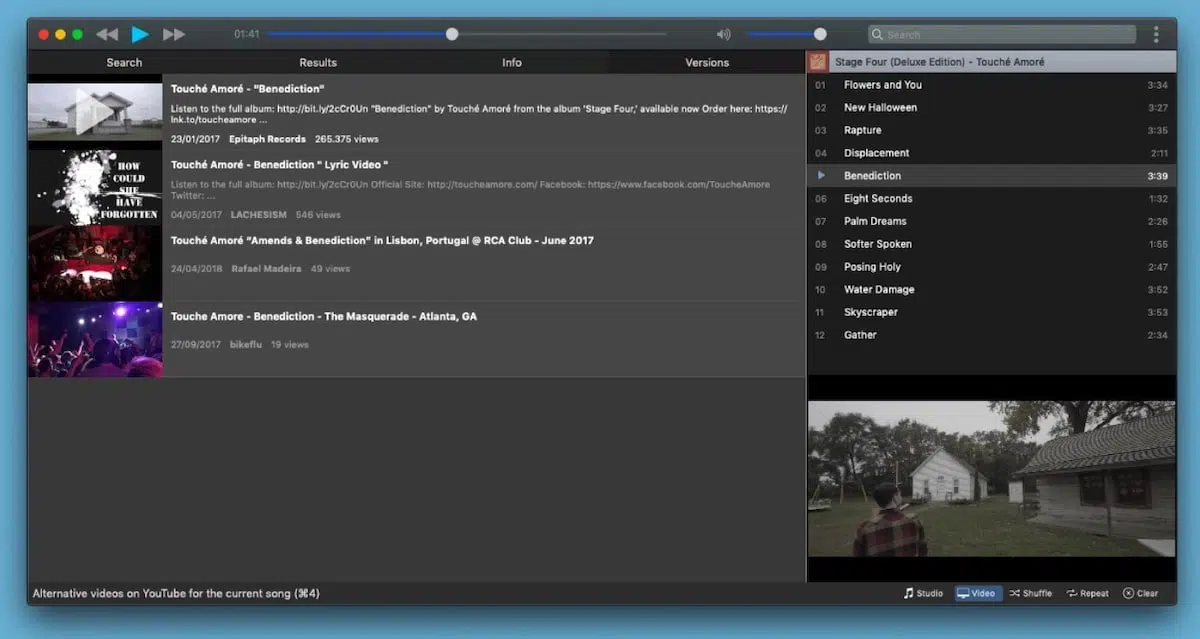 01:41
Search
Search
Results
Info
Versions
Touché Amoré - "Benediction"
Listen to the full album: http://bit.ly/2cCr0Un "Benediction" by Touché Amoré from the album 'Stage Four,' available now Order here: https://
lnk.to/toucheamore ...
23/01/2017 Epitaph Records 265.375 views
HOW
COULD
SHE
HAVE
FORGOTTEN
Touché Amoré - Benediction " Lyric Video "
Listen to the full album: http://bit.ly/2cCr0Un Official Site: http://toucheamore.com/ Facebook: https://www.facebook.com/ToucheAmore
Twitter: ...
04/05/2017 LACHESISM 546 views
Touché Amoré “Amends & Benediction” in Lisbon, Portugal @ RCA Club - June 2017
24/04/2018 Rafael Madeira 49 views
Touche Amore - Benediction - The Masquerade - Atlanta, GA
27/09/2017 bikeflu 19 views
Stage Four (Deluxe Edition) - Touché Amoré
01 Flowers and You 3:34
02 New Halloween 3:27
03 Rapture 3:35
04 Displacement 2:11
Benediction 3:39
06 Eight Seconds 1:32
07 Palm Dreams 2:26
08 Softer Spoken 1:55
09 Posing Holy 2:47
10 Water Damage 3:52
11 Skyscraper 3:53
12 Gather 2:34
Alternative videos on YouTube for the current song (⌘4)
Studio Video Shuffle Repeat Clear